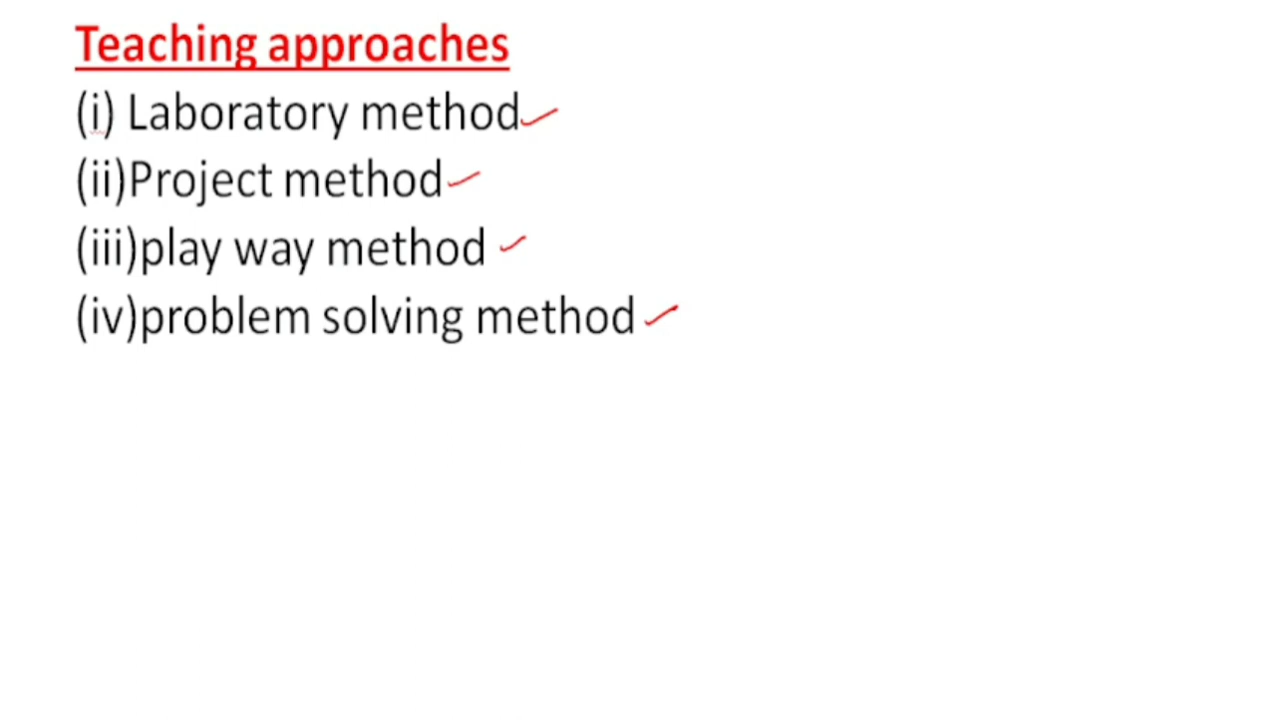 Teaching approaches
(i) Laboratory method
(ii)Project method
(iii)play way method
(iv)problem solving method